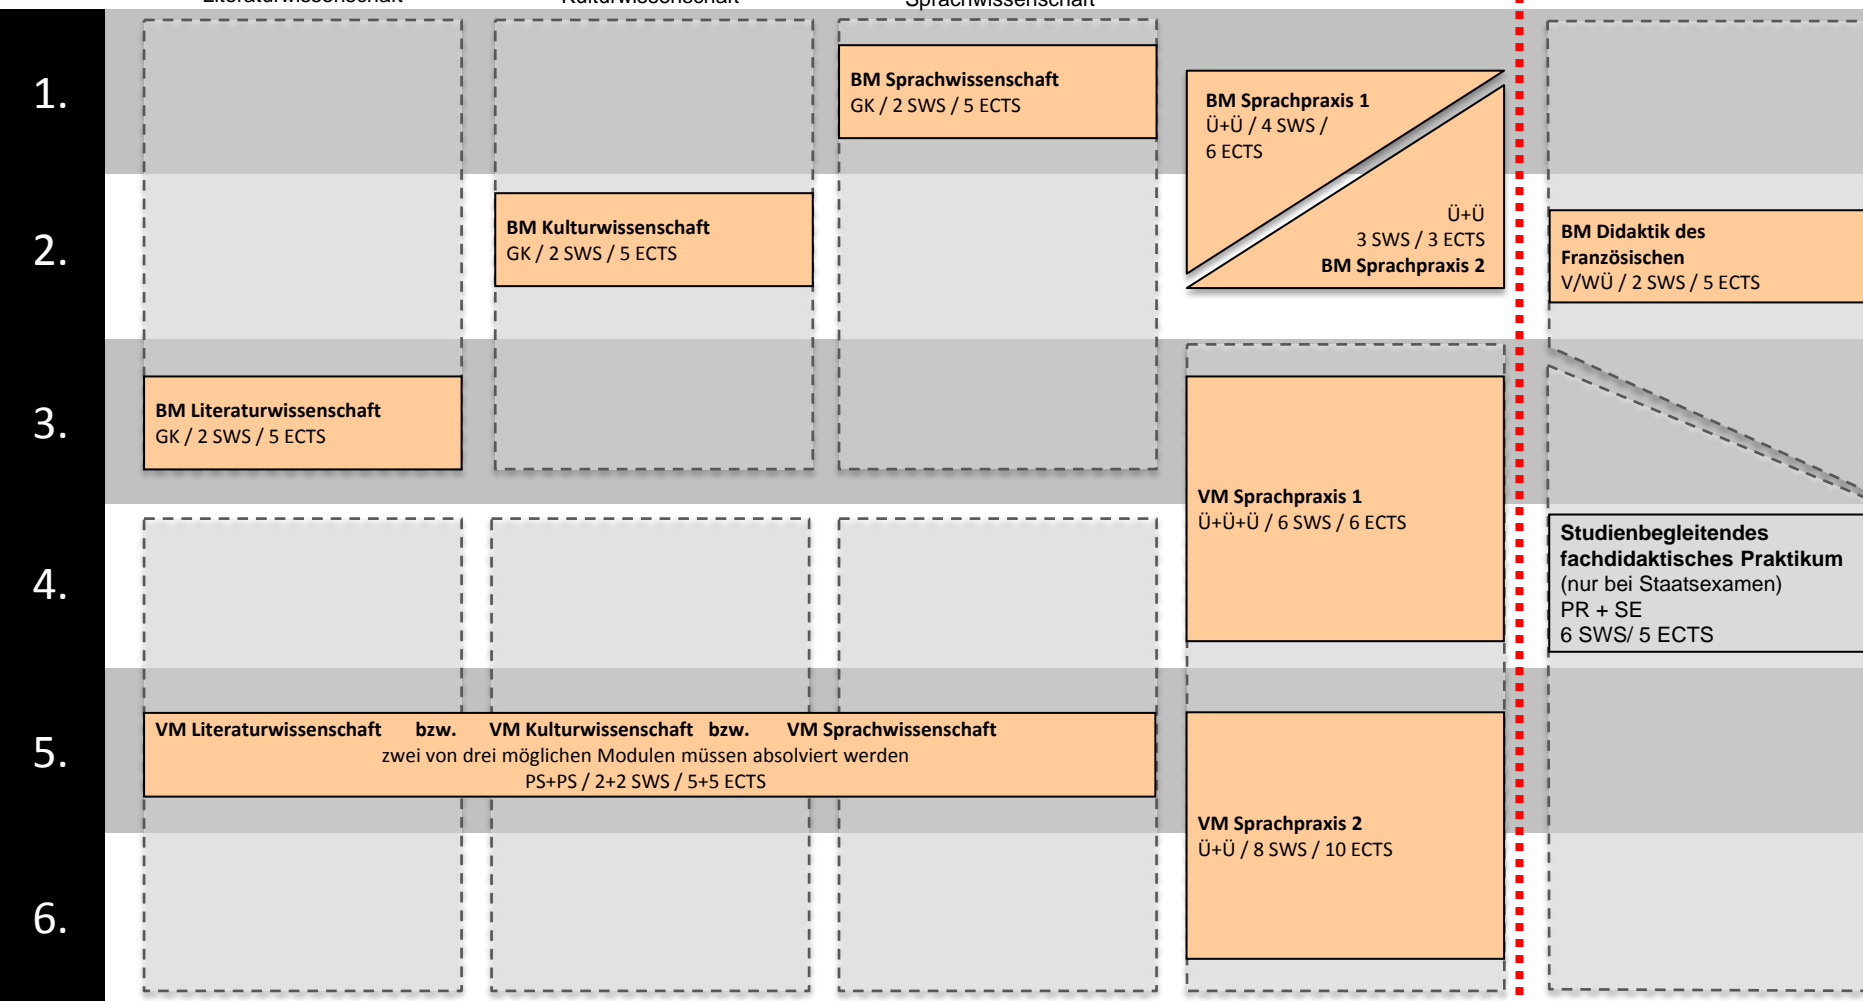 Literaturwissenschaft
Kulturwissenschaft
Sprachwissenschaft
1.
BM Sprachwissenschaft
GK / 2 SWS / 5 ECTS
BM Sprachpraxis 1
Ü+Ü / 4 SWS /
6 ECTS
2.
BM Kulturwissenschaft
GK / 2 SWS / 5 ECTS
Ü+Ü
3 SWS / 3 ECTS
BM Sprachpraxis 2
BM Didaktik des
Französischen
V/WÜ / 2 SWS / 5 ECTS
3.
BM Literaturwissenschaft
GK / 2 SWS / 5 ECTS
VM Sprachpraxis 1
Ü+Ü+Ü / 6 SWS / 6 ECTS
4.
Studienbegleitendes
fachdidaktisches Praktikum
(nur bei Staatsexamen)
PR + SE
6 SWS/ 5 ECTS
5.
VM Literaturwissenschaft bzw. VM Kulturwissenschaft bzw. VM Sprachwissenschaft
zwei von drei möglichen Modulen müssen absolviert werden
PS+PS / 2+2 SWS / 5+5 ECTS
VM Sprachpraxis 2
Ü+Ü / 8 SWS / 10 ECTS
6.